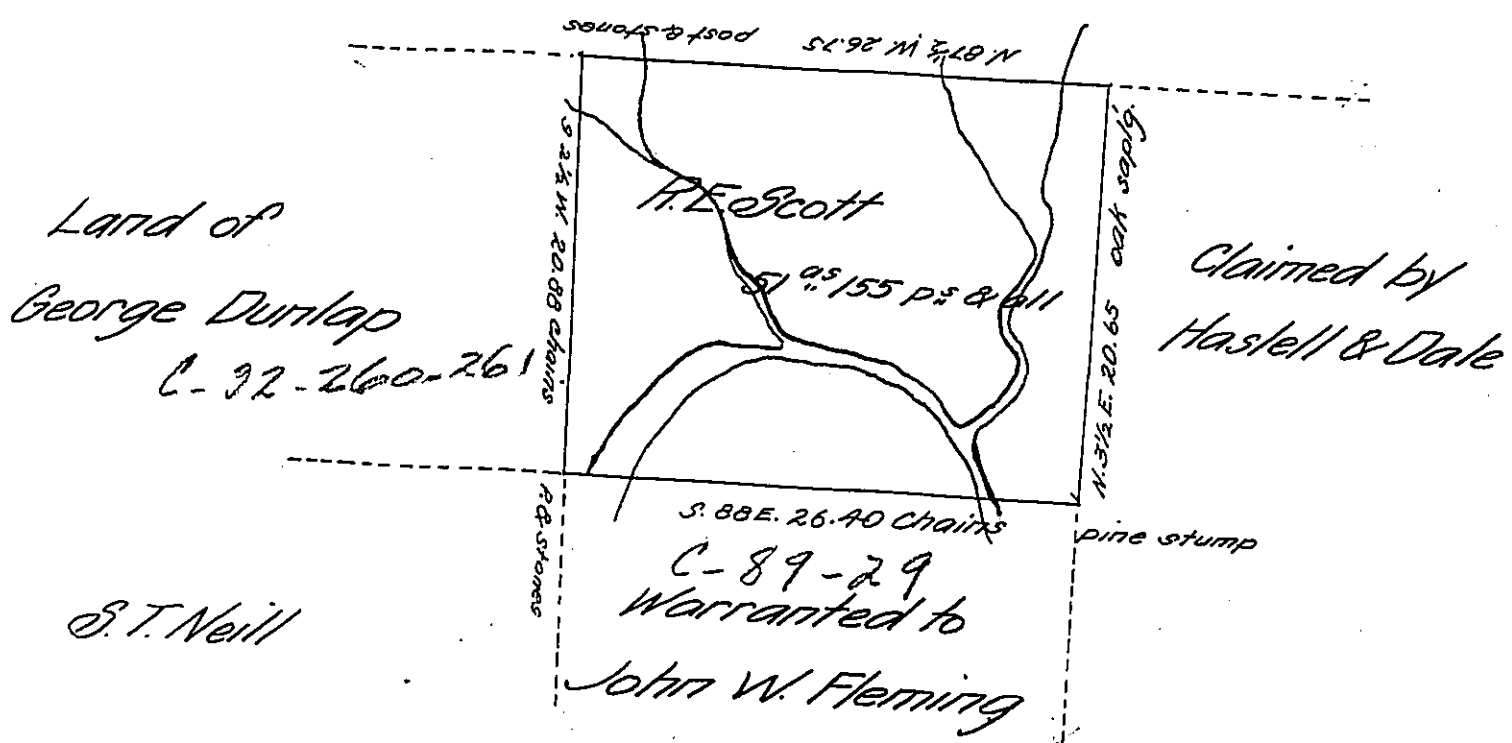 post & stones N. 87½ W. 26.75
S 2½ W. 20.88 chains
Land of
George Dunlap
C-32-260-261
R.E. Scott
51 as 155 ps & all
N. 3½ E. 20.65 oak saplg.
Claimed by
Haslell & Dale
P. & stones
S. 88 E. 26.40 Chains
pine stump
C-89-29
Warranted to
John W. Fleming
S. T. Neill